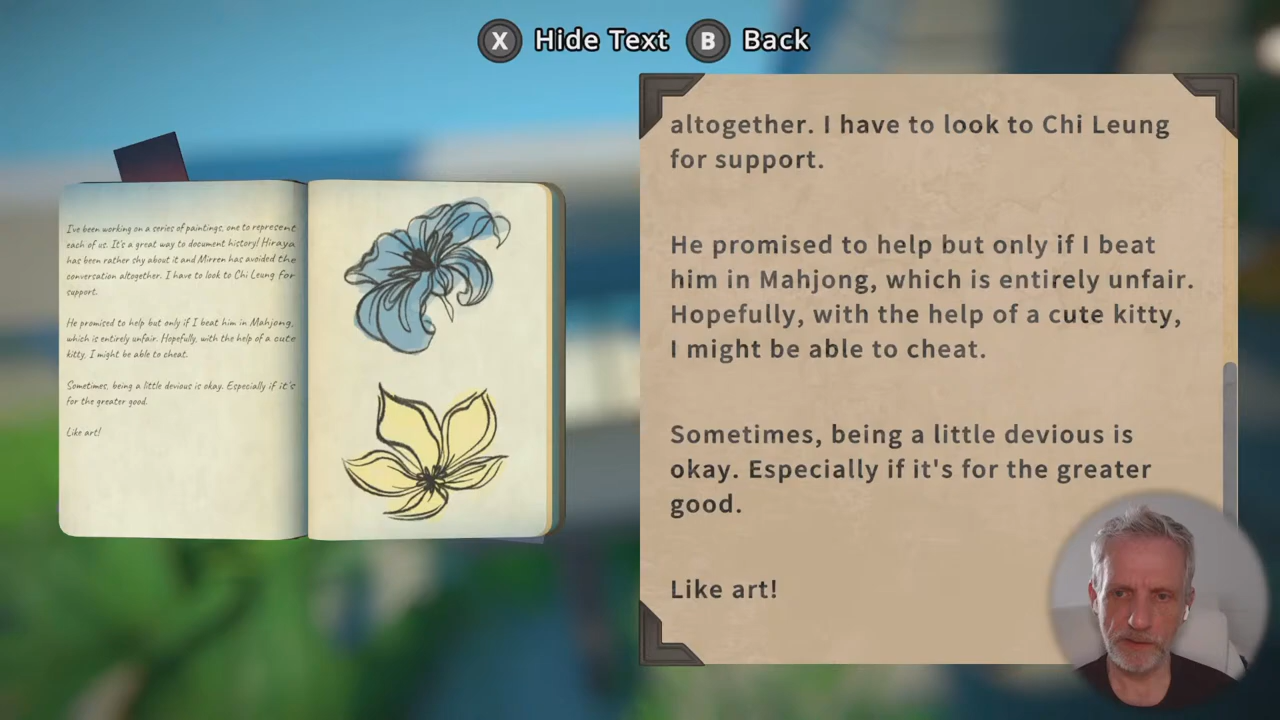 X Hide Text B Back
I've been working on a series of paintings, one to represent
each of us. It's a great way to document history! Hiraya
has been rather shy about it and Mirren has avoided the
conversation altogether. I have to look to Chi Leung for
support.
He promised to help but only if I beat him in Mahjong,
which is entirely unfair. Hopefully, with the help of a cute
kitty, I might be able to cheat.
Sometimes, being a little devious is okay. Especially if it's
for the greater good.
Like art!
altogether. I have to look to Chi Leung
for support.
He promised to help but only if I beat
him in Mahjong, which is entirely unfair.
Hopefully, with the help of a cute kitty,
I might be able to cheat.
Sometimes, being a little devious is
okay. Especially if it's for the greater
good.
Like art!